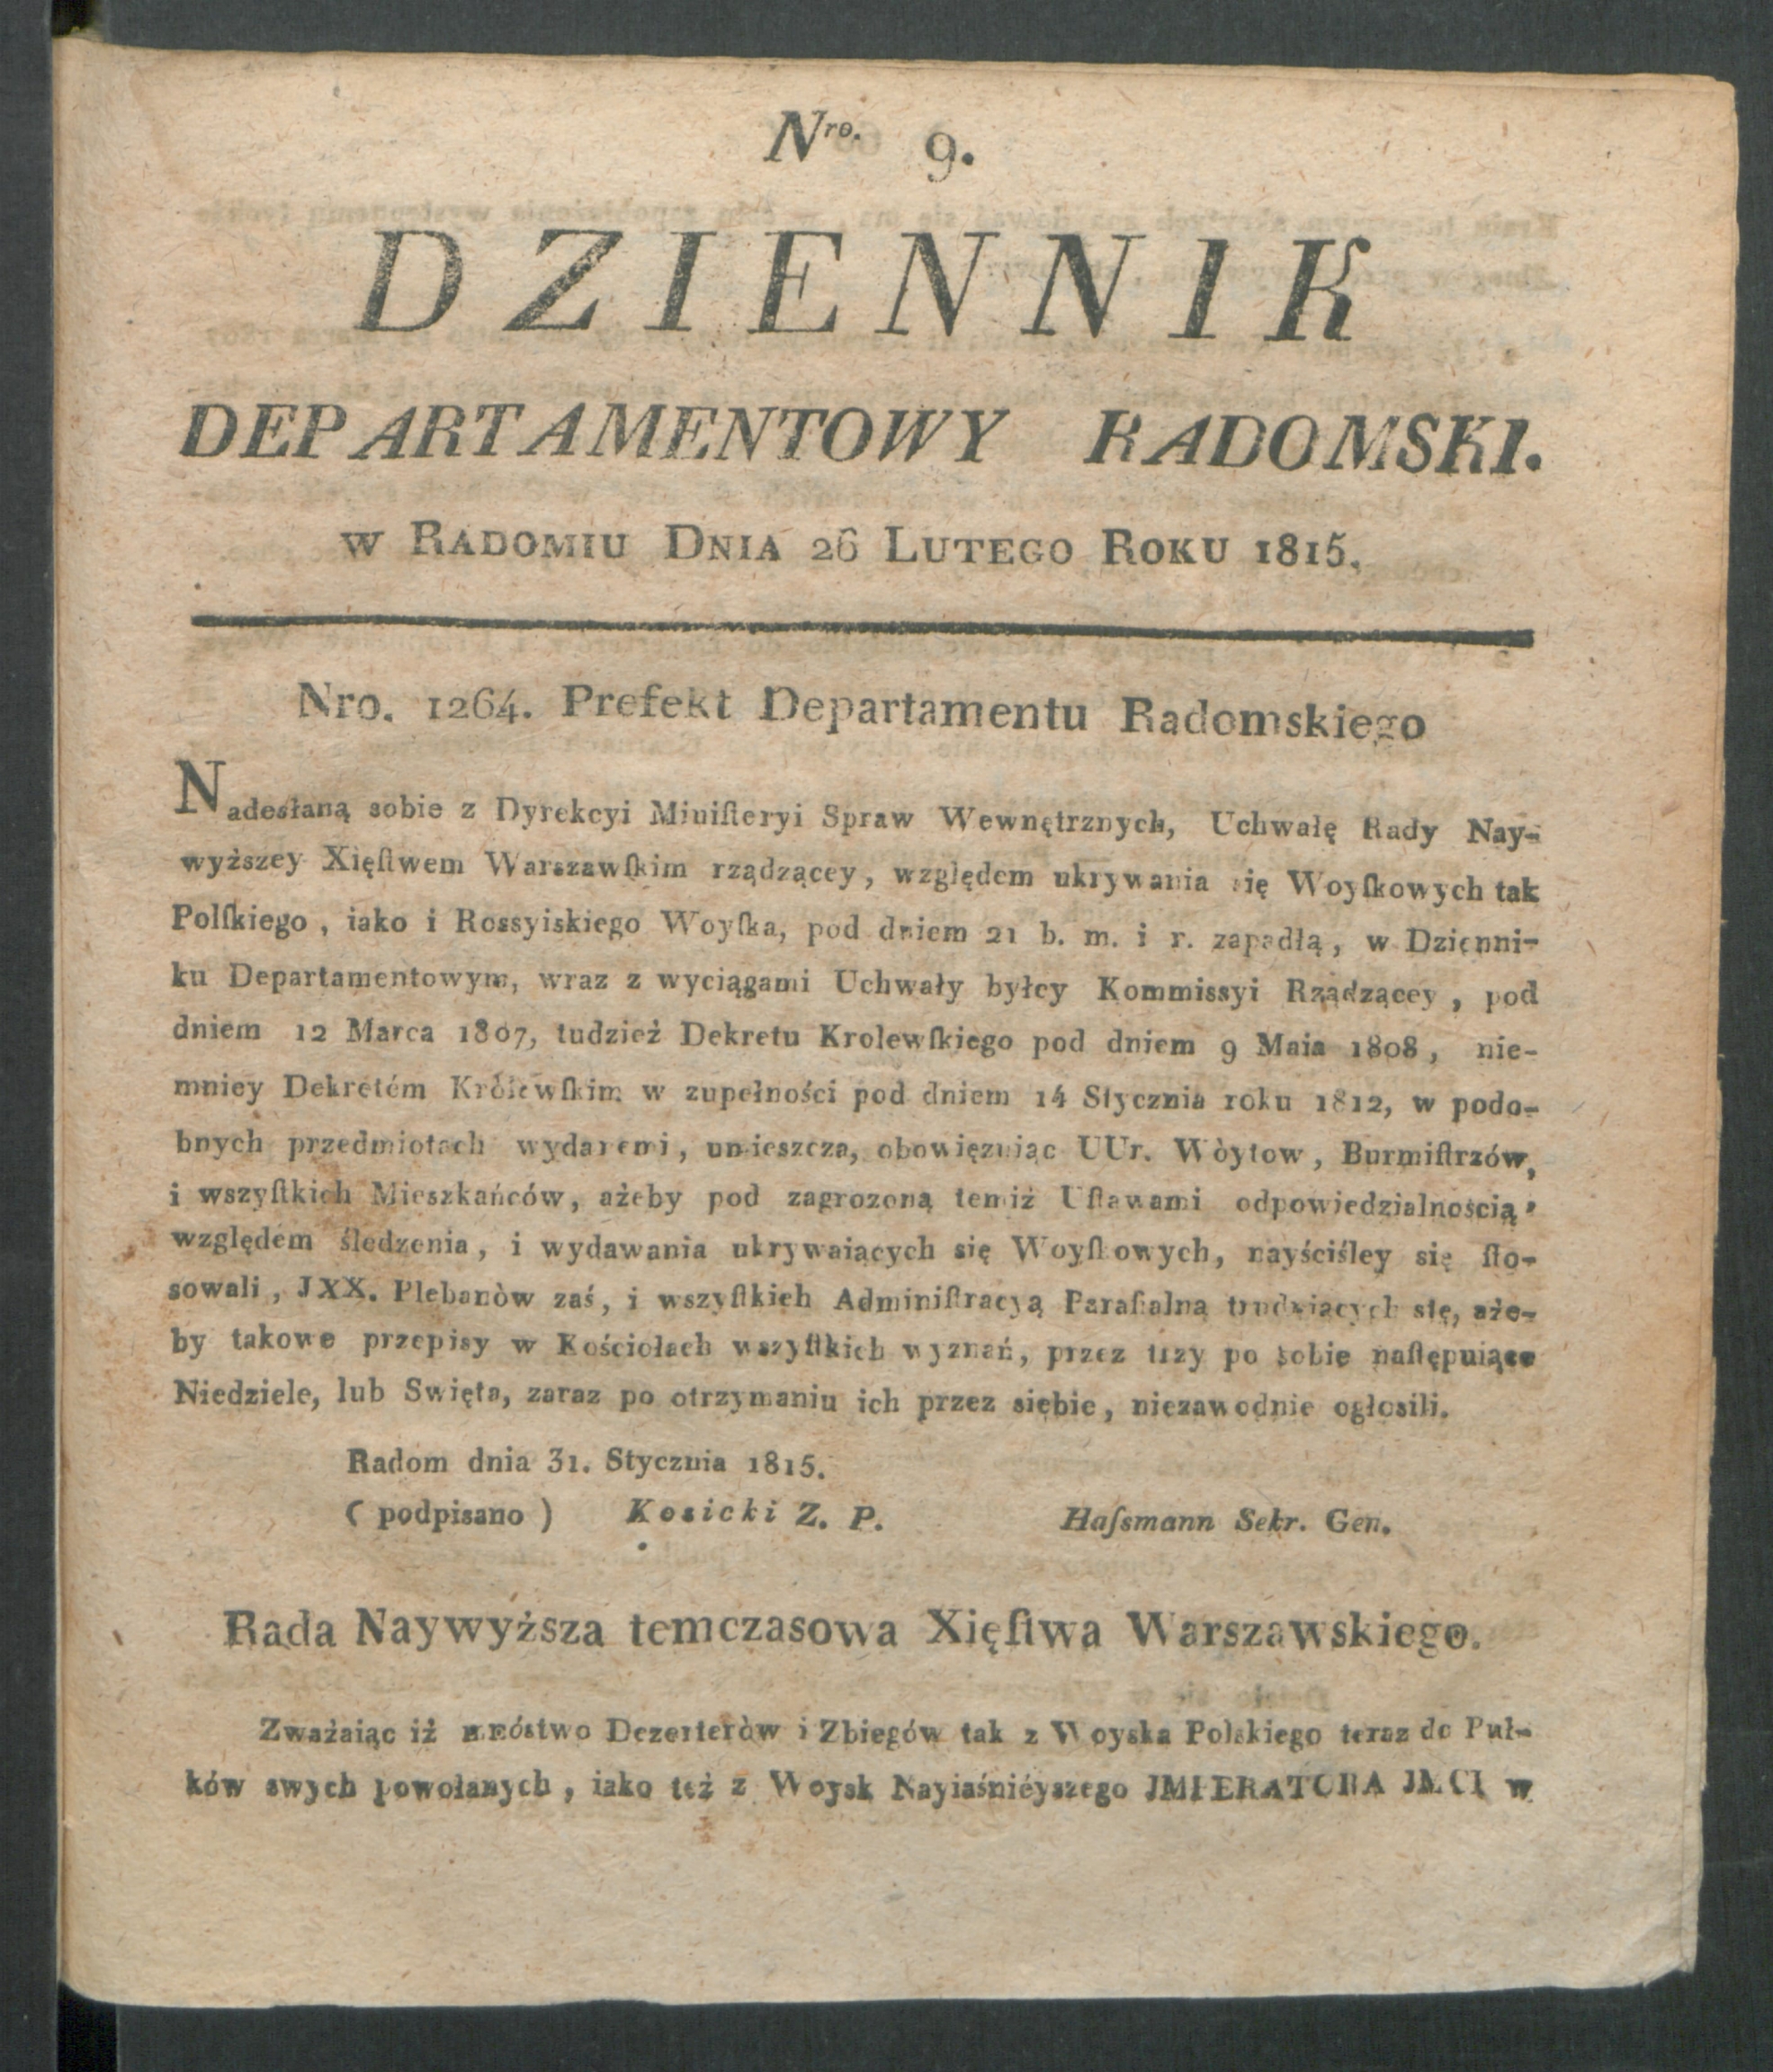 Nro. 9.
DZIENNIK
DEPARTAMENTOWY RADOMSKI.
w Radomiu Dnia 26 Lutego Roku 1815.
Nro. 1264. Prefekt Departamentu Radomskiego
Nadesłaną sobie z Dyrekcyi Miniſteryi Spraw Wewnętrznych, Uchwałę Rady Nay-
wyższey Xięſtwem Warszawſkim rządzącey, względem ukrywania się Woyſkowych tak
Polſkiego, iako i Rossyiskiego Woyſka, pod dniem 21 b. m. i r. zapadłą, w Dzienni-
ku Departamentowym, wraz z wyciągami Uchwały byłey Kommissyi Rządzącey, pod
dniem 12 Marca 1807, tudzież Dekretu Krolewſkiego pod dniem 9 Maia 1808, nie-
mniey Dekretém Królewſkim w zupełności pod dniem 14 Stycznia roku 1812, w podo-
bnych przedmiotach wydanemi, umieszcza, obowięzuiąc UUr. Wòytow, Burmiſtrzów,
i wszyſtkich Mieszkańców, ażeby pod zagrozoną temiż Uſtawami odpowiedzialnością,
względem śledzenia, i wydawania ukrywaiących się Woyſkowych, nayściśley się ſto-
sowali, JXX. Plebanòw zaś, i wszyſtkich Adminiſtracyą Parafialną trudniących się, aże-
by takowe przepisy w Kościołach wszyſtkich wyznań, przez trzy po sobie naſtępuiące
Niedziele, lub Swięta, zaraz po otrzymaniu ich przez siebie, niezawodnie ogłosili.
Radom dnia 31. Stycznia 1815.
( podpisano ) Kosicki Z. P. Haſsmann Sekr. Gen.
Rada Naywyższa temczasowa Xięſtwa Warszawskiego.
Zważaiąc iż mnóstwo Dezerteròw i Zbiegów tak z Woyska Polskiego teraz do Puł-
ków swych powołanych, iako też z Woysk Nayiaśniéyszego JMPERATORA JMCI w